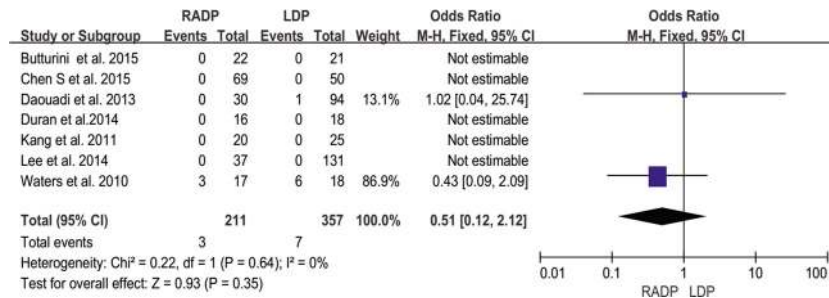 RADP LDP Odds Ratio Odds Ratio
Study or Subgroup Events Total Events Total Weight M-H, Fixed, 95% CI M-H, Fixed, 95% CI
Butturini et al. 2015 0 22 0 21 Not estimable
Chen S et al. 2015 0 69 0 50 Not estimable
Daouadi et al. 2013 0 30 1 94 13.1% 1.02 [0.04, 25.74]
Duran et al.2014 0 16 0 18 Not estimable
Kang et al. 2011 0 20 0 25 Not estimable
Lee et al. 2014 0 37 0 131 Not estimable
Waters et al. 2010 3 17 6 18 86.9% 0.43 [0.09, 2.09]
Total (95% CI) 211 357 100.0% 0.51 [0.12, 2.12]
Total events 3 7
Heterogeneity: Chi² = 0.22, df = 1 (P = 0.64); I² = 0%
Test for overall effect: Z = 0.93 (P = 0.35)
0.01 0.1 1 10 100
RADP LDP